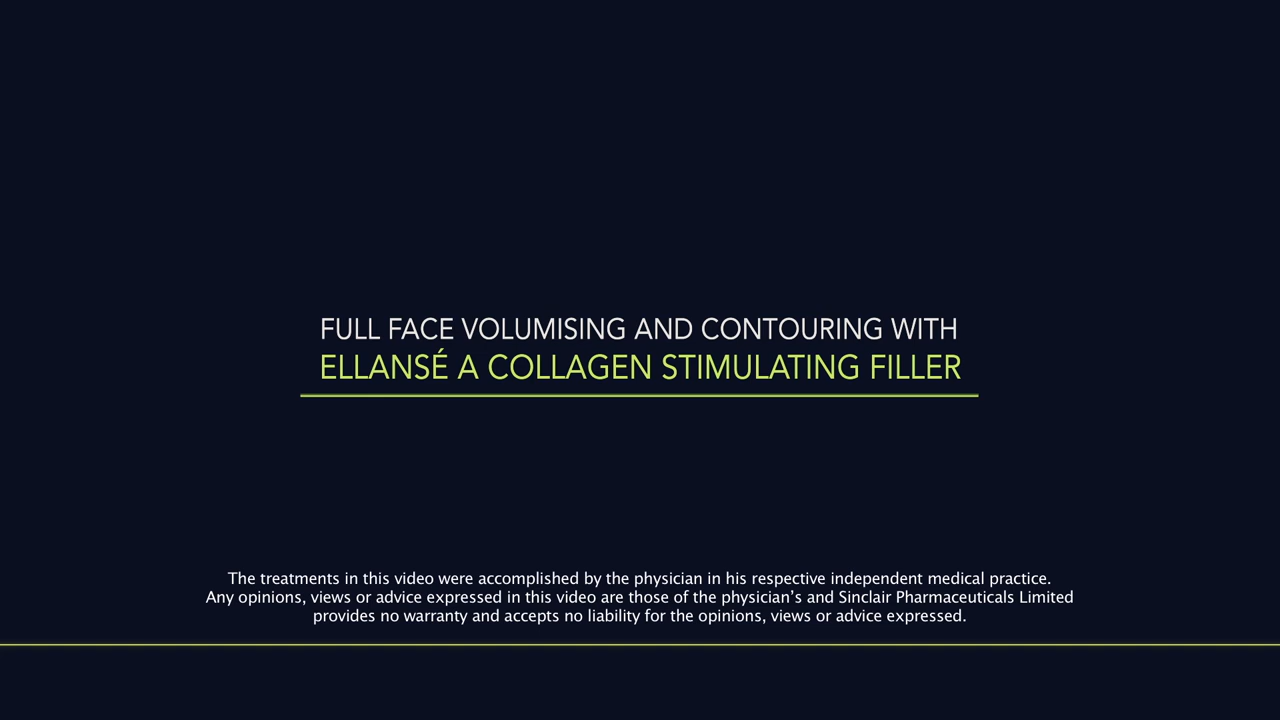 FULL FACE VOLUMISING AND CONTOURING WITH
ELLANSÉ A COLLAGEN STIMULATING FILLER
The treatments in this video were accomplished by the physician in his respective independent medical practice.
Any opinions, views or advice expressed in this video are those of the physician’s and Sinclair Pharmaceuticals Limited
provides no warranty and accepts no liability for the opinions, views or advice expressed.